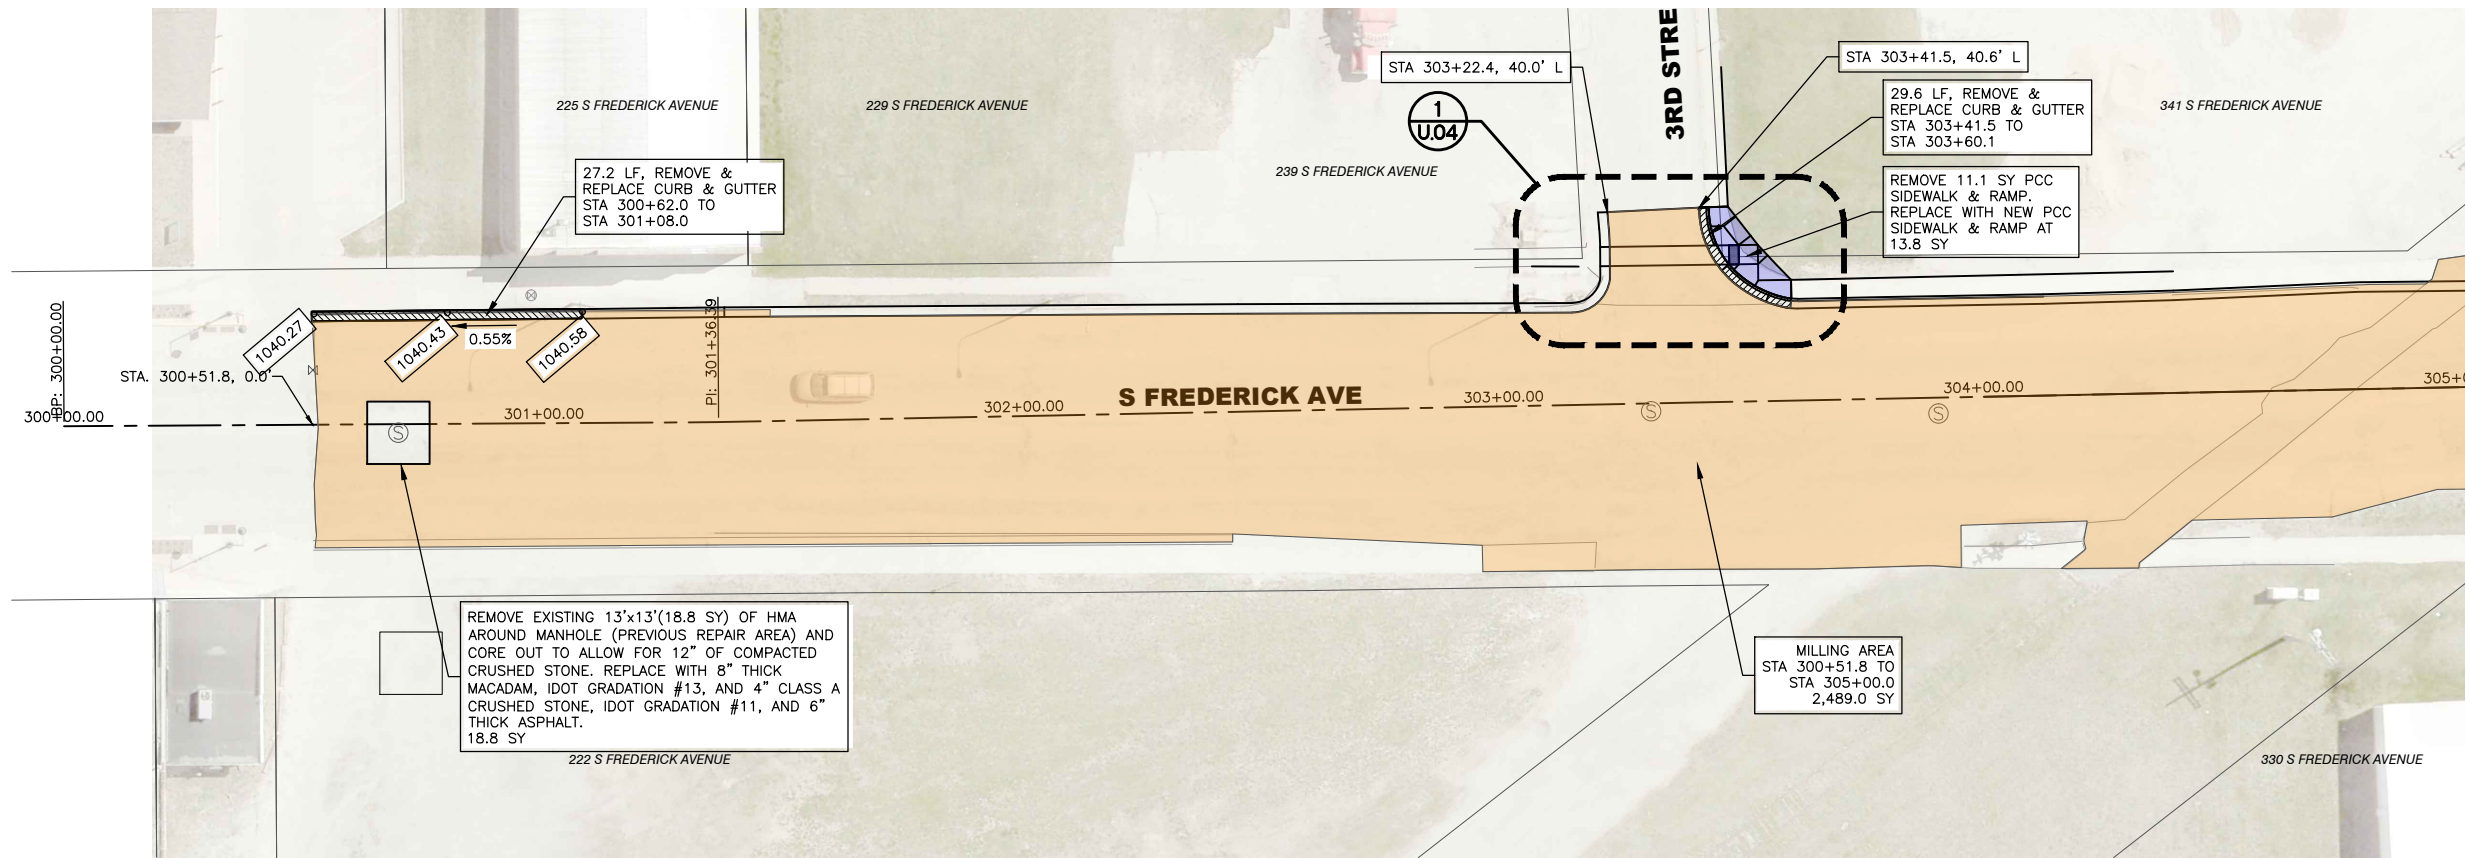 3RD STRE
STA 303+22.4, 40.0' L
STA 303+41.5, 40.6' L
1
U.04
29.6 LF, REMOVE &
REPLACE CURB & GUTTER
STA 303+41.5 TO
STA 303+60.1
225 S FREDERICK AVENUE
229 S FREDERICK AVENUE
341 S FREDERICK AVENUE
239 S FREDERICK AVENUE
27.2 LF, REMOVE &
REPLACE CURB & GUTTER
STA 300+62.0 TO
STA 301+08.0
REMOVE 11.1 SY PCC
SIDEWALK & RAMP.
REPLACE WITH NEW PCC
SIDEWALK & RAMP AT
13.8 SY
BP: 300+00.00
1040.27
1040.43
0.55%
1040.58
PI: 301+36.39
STA. 300+51.8, 0.0'
300+00.00
301+00.00
302+00.00
S FREDERICK AVE
303+00.00
304+00.00
305+0
S
S
S
REMOVE EXISTING 13'x13'(18.8 SY) OF HMA
AROUND MANHOLE (PREVIOUS REPAIR AREA) AND
CORE OUT TO ALLOW FOR 12" OF COMPACTED
CRUSHED STONE. REPLACE WITH 8" THICK
MACADAM, IDOT GRADATION #13, AND 4" CLASS A
CRUSHED STONE, IDOT GRADATION #11, AND 6"
THICK ASPHALT.
18.8 SY
MILLING AREA
STA 300+51.8 TO
STA 305+00.0
2,489.0 SY
222 S FREDERICK AVENUE
330 S FREDERICK AVENUE